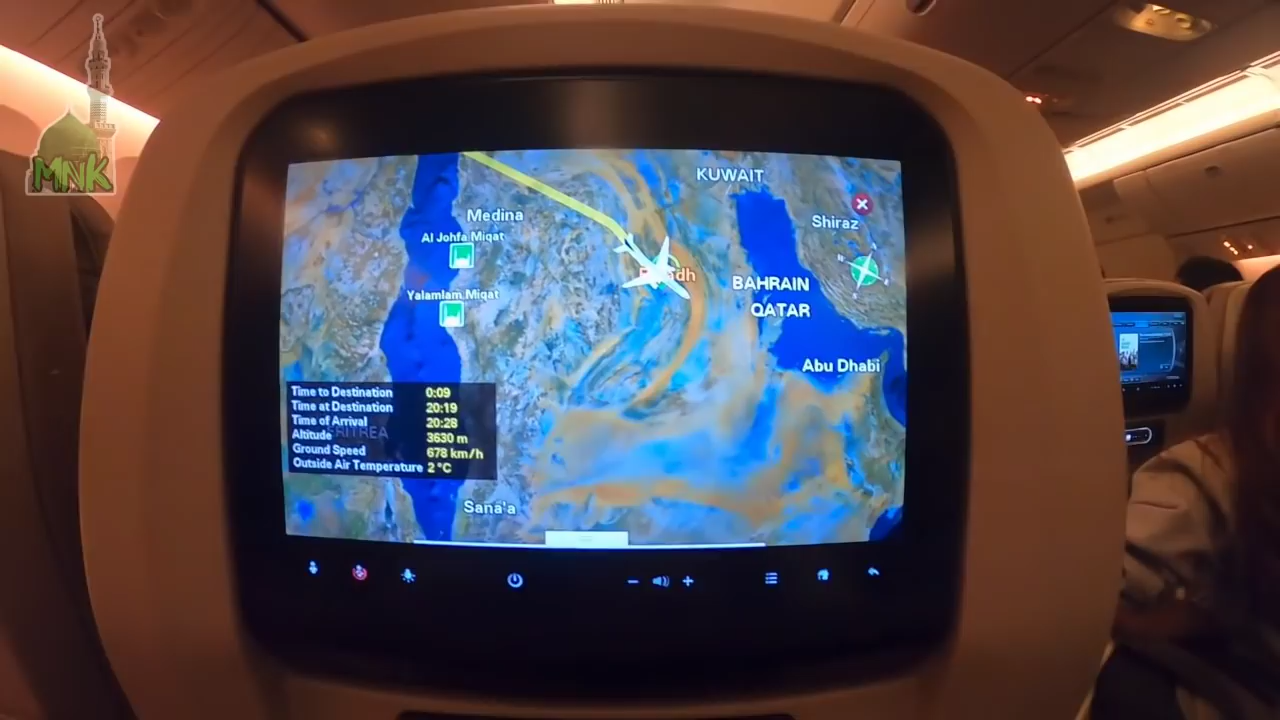 MNK
KUWAIT
Shiraz
Medina
Al Johfa Miqat
Yalamlam Miqat
BAHRAIN
QATAR
Abu Dhabi
Time to Destination 0:09
Time at Destination 20:19
Time of Arrival 20:28
Altitude 3630 m
Ground Speed 678 km/h
Outside Air Temperature 2 °C
Sana'a